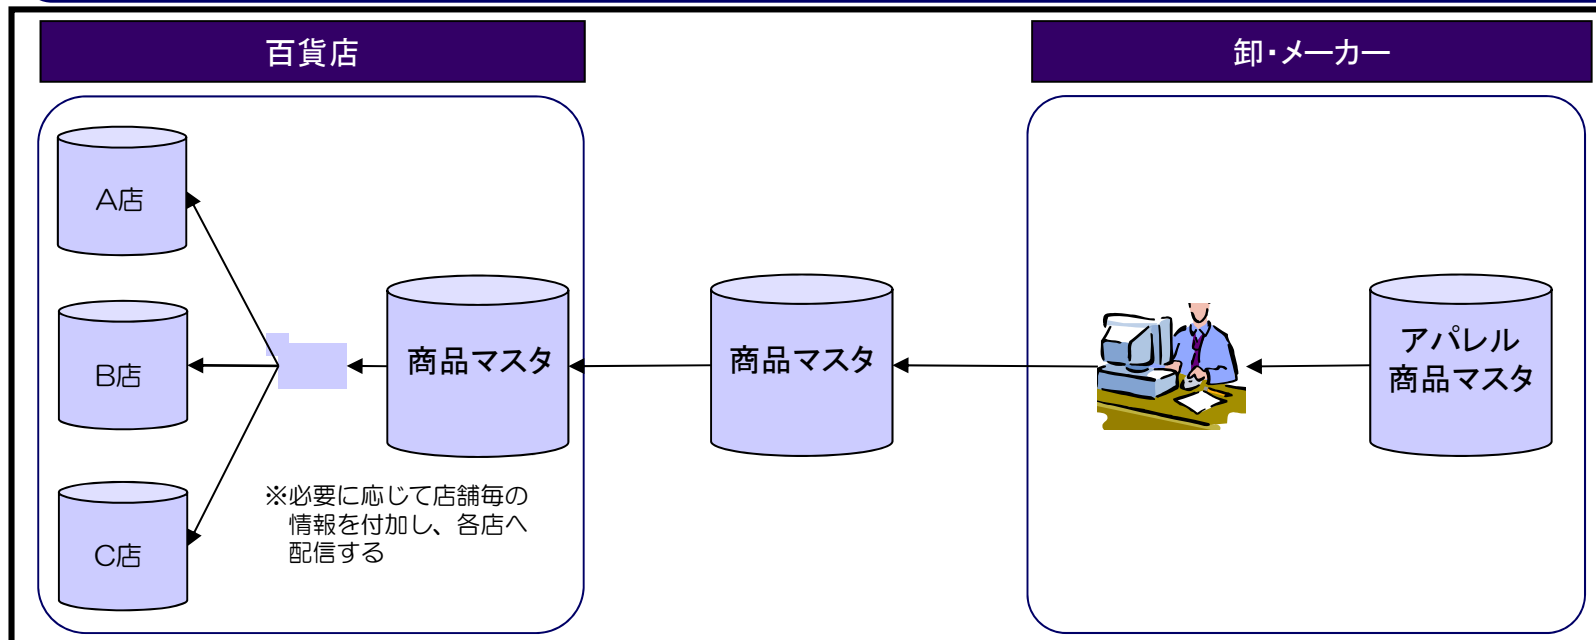 百貨店
卸・メーカー
A店
B店
C店
商品マスタ
※必要に応じて店舗毎の
情報を付加し、各店へ
配信する
商品マスタ
アパレル
商品マスタ